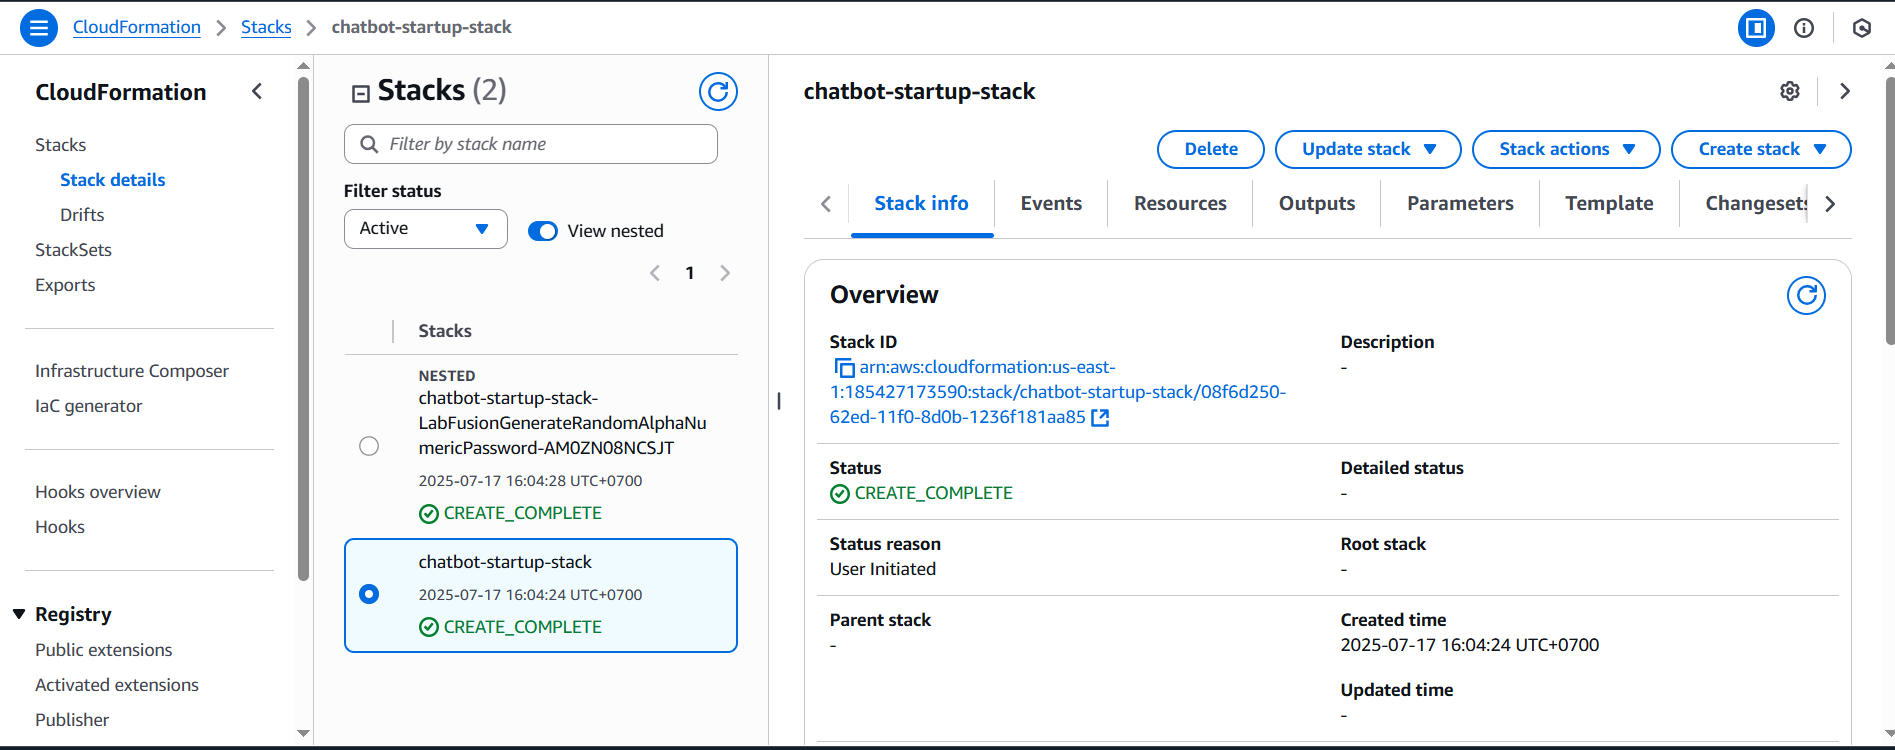 CloudFormation > Stacks > chatbot-startup-stack
CloudFormation
Stacks
Stack details
Drifts
StackSets
Exports
Infrastructure Composer
IaC generator
Hooks overview
Hooks
Registry
Public extensions
Activated extensions
Publisher
Stacks (2)
Filter by stack name
Filter status
Active
View nested
1
Stacks
NESTED
chatbot-startup-stack-
LabFusionGenerateRandomAlphaNu
mericPassword-AM0ZN08NCSJT
2025-07-17 16:04:28 UTC+0700
CREATE_COMPLETE
chatbot-startup-stack
2025-07-17 16:04:24 UTC+0700
CREATE_COMPLETE
chatbot-startup-stack
Delete
Update stack
Stack actions
Create stack
Stack info
Events
Resources
Outputs
Parameters
Template
Changesets
Overview
Stack ID
arn:aws:cloudformation:us-east-
1:185427173590:stack/chatbot-startup-stack/08f6d250-
62ed-11f0-8d0b-1236f181aa85
Description
-
Status
CREATE_COMPLETE
Detailed status
-
Status reason
User Initiated
Root stack
-
Parent stack
-
Created time
2025-07-17 16:04:24 UTC+0700
Updated time
-